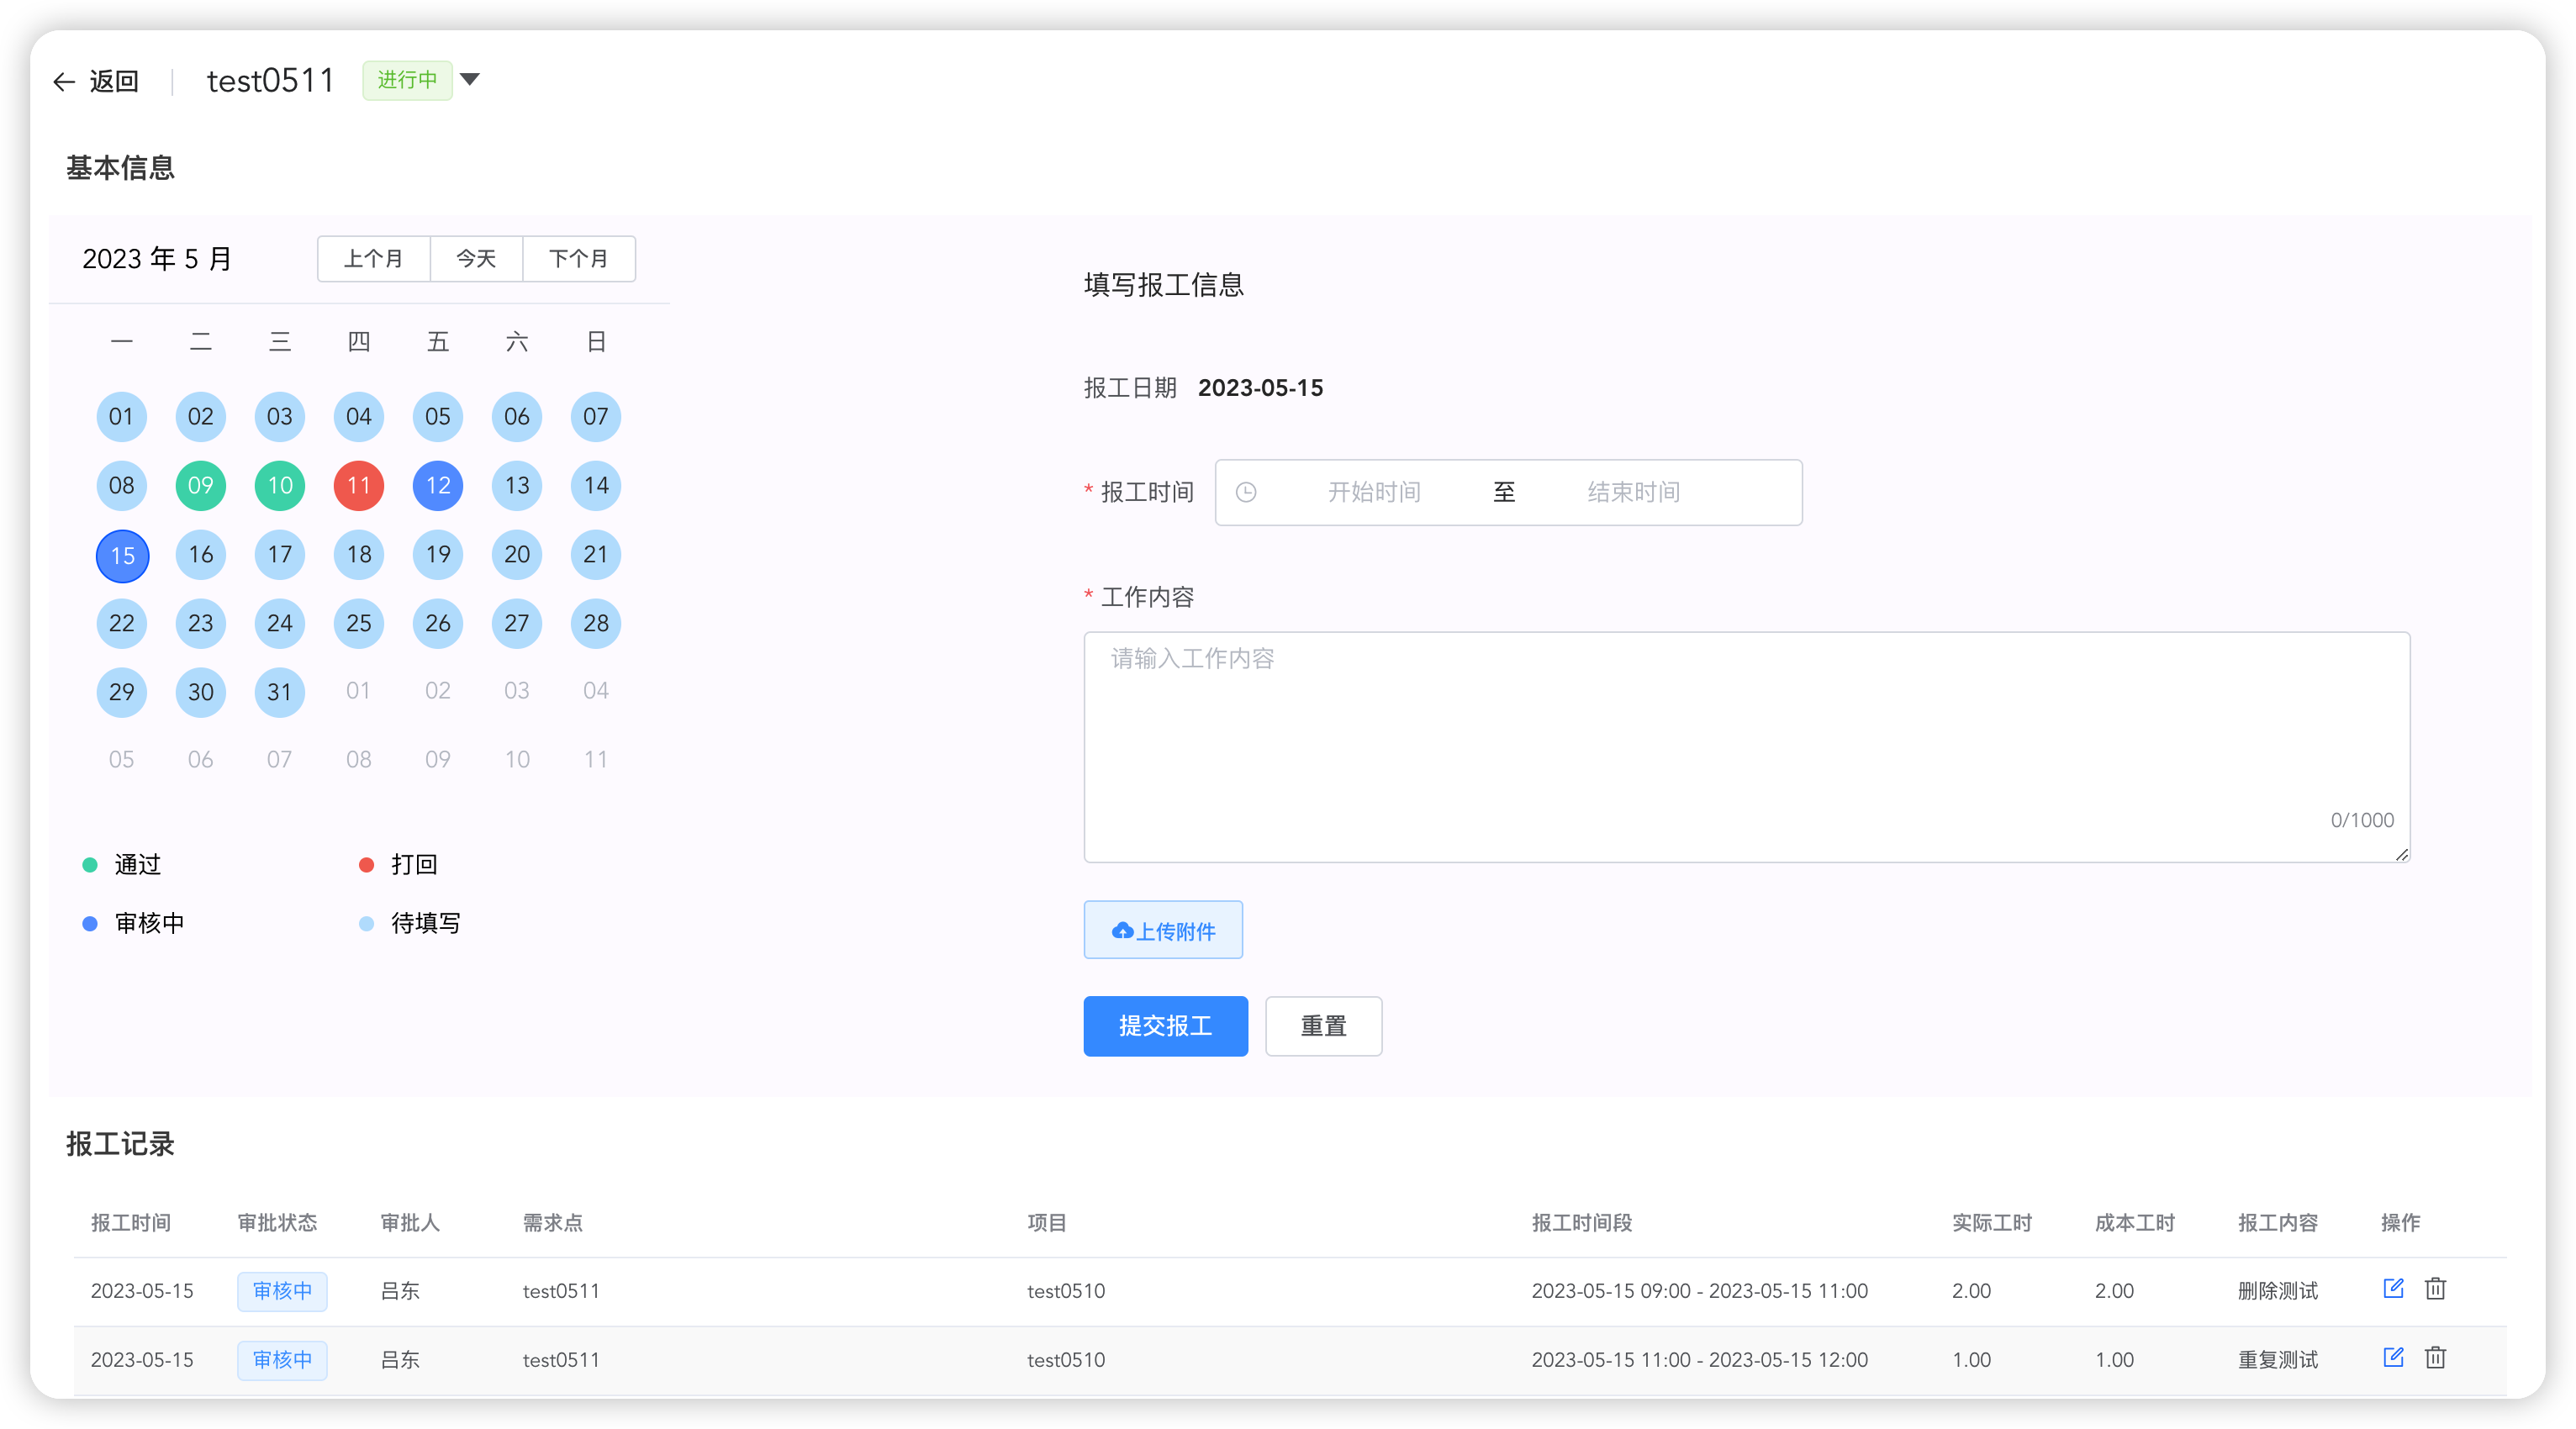 返回 test0511 进行中
基本信息
2023 年 5 月 上个月 今天 下个月
一 二 三 四 五 六 日
01 02 03 04 05 06 07
08 09 10 11 12 13 14
15 16 17 18 19 20 21
22 23 24 25 26 27 28
29 30 31 01 02 03 04
05 06 07 08 09 10 11
通过 打回
审核中 待填写
填写报工信息
报工日期 2023-05-15
* 报工时间 开始时间 至 结束时间
* 工作内容
请输入工作内容
0/1000
上传附件
提交报工 重置
报工记录
报工时间 审批状态 审批人 需求点 项目 报工时间段 实际工时 成本工时 报工内容 操作
2023-05-15 审核中 吕东 test0511 test0510 2023-05-15 09:00 - 2023-05-15 11:00 2.00 2.00 删除测试
2023-05-15 审核中 吕东 test0511 test0510 2023-05-15 11:00 - 2023-05-15 12:00 1.00 1.00 重复测试